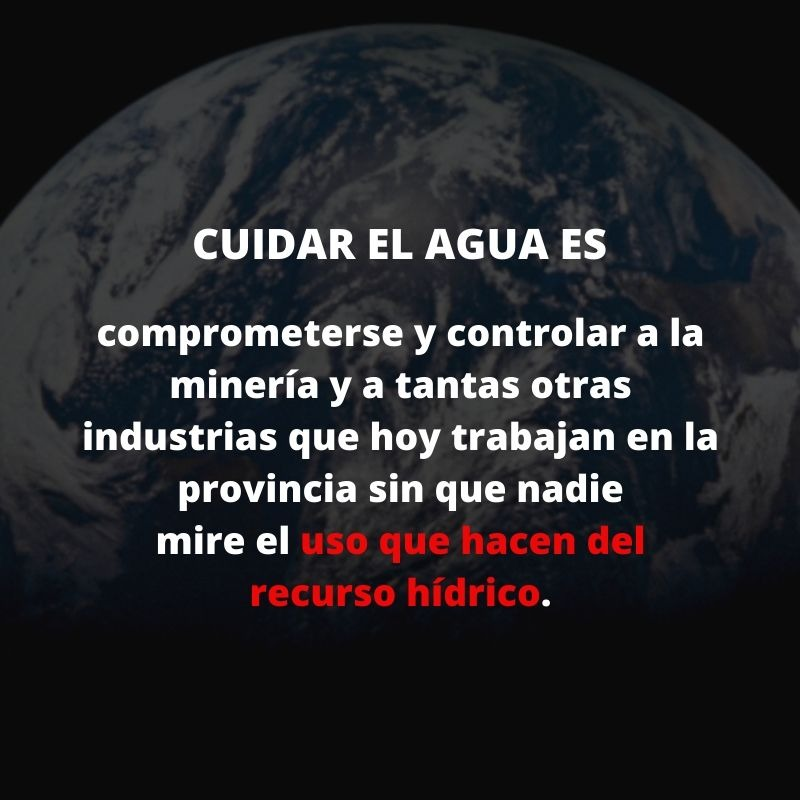 CUIDAR EL AGUA ES
comprometerse y controlar a la
minería y a tantas otras
industrias que hoy trabajan en la
provincia sin que nadie
mire el uso que hacen del
recurso hídrico.